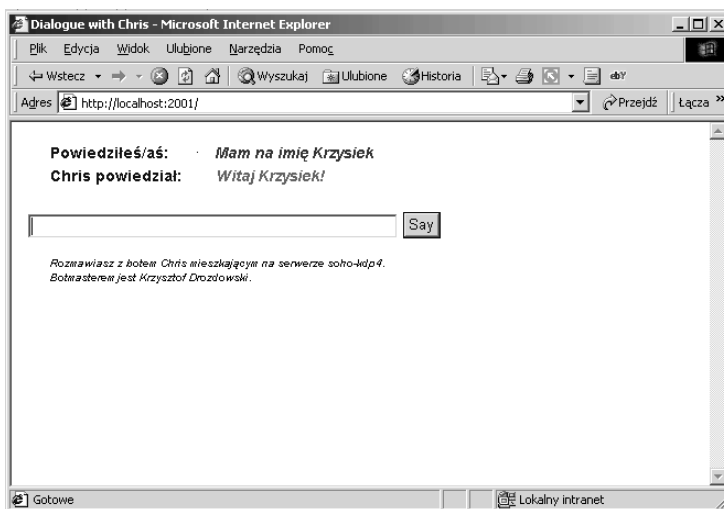 Dialogue with Chris - Microsoft Internet Explorer
Plik Edycja Widok Ulubione Narzędzia Pomoc
Wstecz Wyszukaj Ulubione Historia
Adres http://localhost:2001/ Przejdź Łącza »
Powiedziłeś/aś: Mam na imię Krzysiek
Chris powiedział: Witaj Krzysiek!
Say
Rozmawiasz z botem Chris mieszkającym na serwerze soho-kdp4.
Botmasterem jest Krzysztof Drozdowski.
Gotowe Lokalny intranet